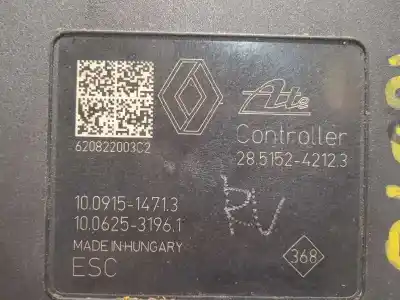 Ate
620822003C2
Controller
28.5152-4212.3
10.0915-1471.3
10.0625-3196.1
MADE IN HUNGARY
ESC
RV
368